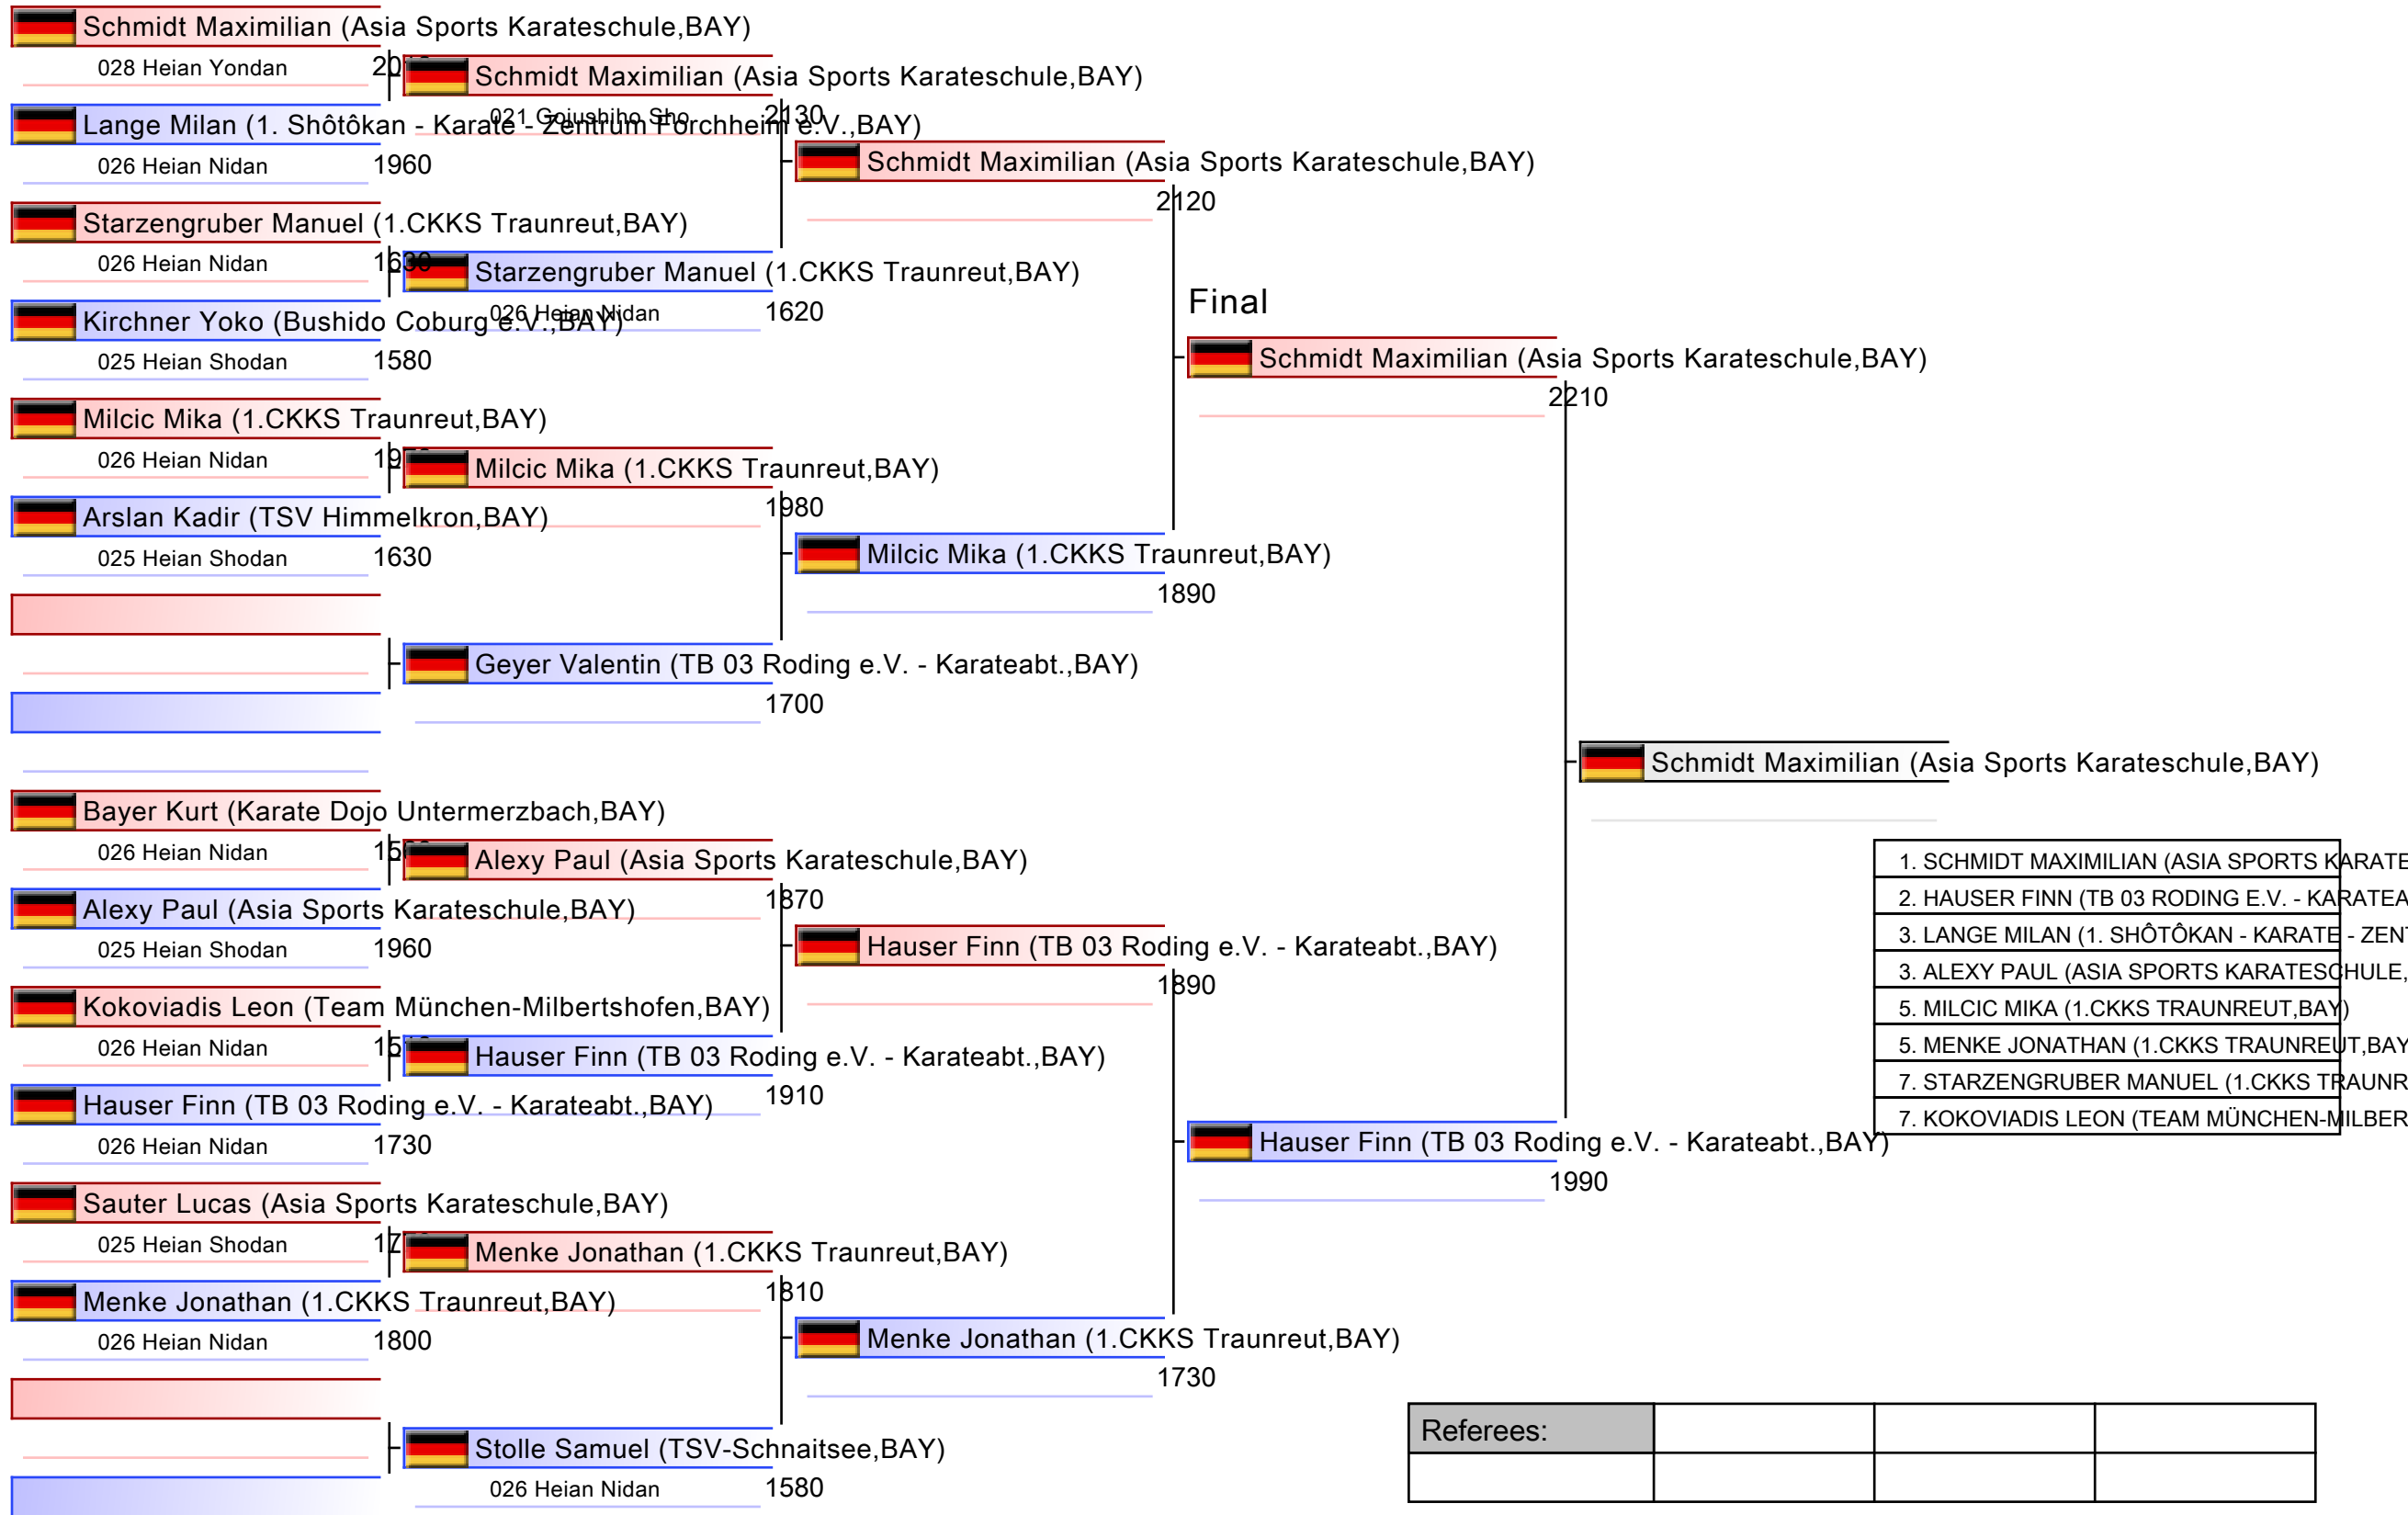 Schmidt Maximilian (Asia Sports Karateschule,BAY)
028 Heian Yondan
Lange Milan (1. Shôtôkan - Karate - Zentrum Forchheim e.V.,BAY)
026 Heian Nidan 1960
Starzengruber Manuel (1.CKKS Traunreut,BAY)
026 Heian Nidan 1630
Kirchner Yoko (Bushido Coburg e.V.,BAY)
025 Heian Shodan 1580
Milcic Mika (1.CKKS Traunreut,BAY)
026 Heian Nidan
Arslan Kadir (TSV Himmelkron,BAY)
025 Heian Shodan 1630
Bayer Kurt (Karate Dojo Untermerzbach,BAY)
026 Heian Nidan
Alexy Paul (Asia Sports Karateschule,BAY)
025 Heian Shodan 1960
Kokoviadis Leon (Team München-Milbertshofen,BAY)
026 Heian Nidan
Hauser Finn (TB 03 Roding e.V. - Karateabt.,BAY)
026 Heian Nidan 1730
Sauter Lucas (Asia Sports Karateschule,BAY)
025 Heian Shodan
Menke Jonathan (1.CKKS Traunreut,BAY)
026 Heian Nidan 1800
Schmidt Maximilian (Asia Sports Karateschule,BAY)
021 Gojushiho Sho 2130
Starzengruber Manuel (1.CKKS Traunreut,BAY)
026 Heian Nidan 1620
Milcic Mika (1.CKKS Traunreut,BAY)
1980
Geyer Valentin (TB 03 Roding e.V. - Karateabt.,BAY)
1700
Alexy Paul (Asia Sports Karateschule,BAY)
1870
Hauser Finn (TB 03 Roding e.V. - Karateabt.,BAY)
1910
Menke Jonathan (1.CKKS Traunreut,BAY)
1810
Stolle Samuel (TSV-Schnaitsee,BAY)
026 Heian Nidan 1580
Schmidt Maximilian (Asia Sports Karateschule,BAY)
2120
Milcic Mika (1.CKKS Traunreut,BAY)
1890
Hauser Finn (TB 03 Roding e.V. - Karateabt.,BAY)
1890
Menke Jonathan (1.CKKS Traunreut,BAY)
1730
Final
Schmidt Maximilian (Asia Sports Karateschule,BAY)
2210
Hauser Finn (TB 03 Roding e.V. - Karateabt.,BAY)
1990
Schmidt Maximilian (Asia Sports Karateschule,BAY)
1. SCHMIDT MAXIMILIAN (ASIA SPORTS KARATE
2. HAUSER FINN (TB 03 RODING E.V. - KARATEA
3. LANGE MILAN (1. SHÔTÔKAN - KARATE - ZEN
3. ALEXY PAUL (ASIA SPORTS KARATESCHULE,
5. MILCIC MIKA (1.CKKS TRAUNREUT,BAY)
5. MENKE JONATHAN (1.CKKS TRAUNREUT,BAY
7. STARZENGRUBER MANUEL (1.CKKS TRAUNR
7. KOKOVIADIS LEON (TEAM MÜNCHEN-MILBER
Referees: